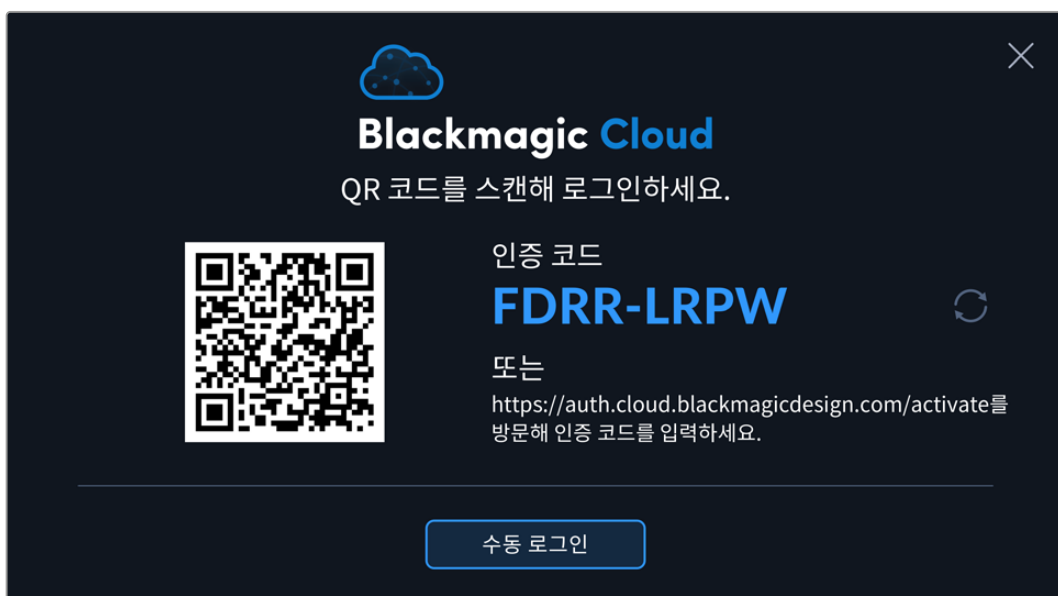 Blackmagic Cloud
QR 코드를 스캔해 로그인하세요.
인증 코드
FDRR-LRPW
또는
https://auth.cloud.blackmagicdesign.com/activate를
방문해 인증 코드를 입력하세요.
수동 로그인